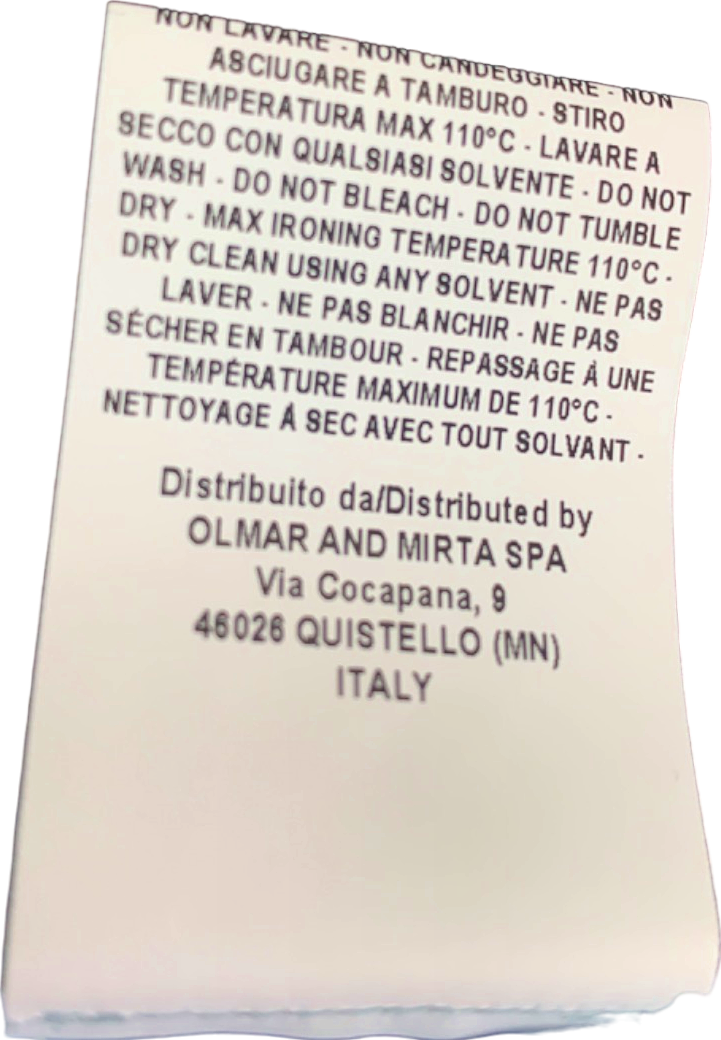 NON LAVARE - NON CANDEGGIARE - NON
ASCIUGARE A TAMBURO - STIRO
TEMPERATURA MAX 110°C - LAVARE A
SECCO CON QUALSIASI SOLVENTE - DO NOT
WASH - DO NOT BLEACH - DO NOT TUMBLE
DRY - MAX IRONING TEMPERATURE 110°C -
DRY CLEAN USING ANY SOLVENT - NE PAS
LAVER - NE PAS BLANCHIR - NE PAS
SÉCHER EN TAMBOUR - REPASSAGE À UNE
TEMPÉRATURE MAXIMUM DE 110°C -
NETTOYAGE À SEC AVEC TOUT SOLVANT -
Distribuito da/Distributed by
OLMAR AND MIRTA SPA
Via Cocapana, 9
46026 QUISTELLO (MN)
ITALY